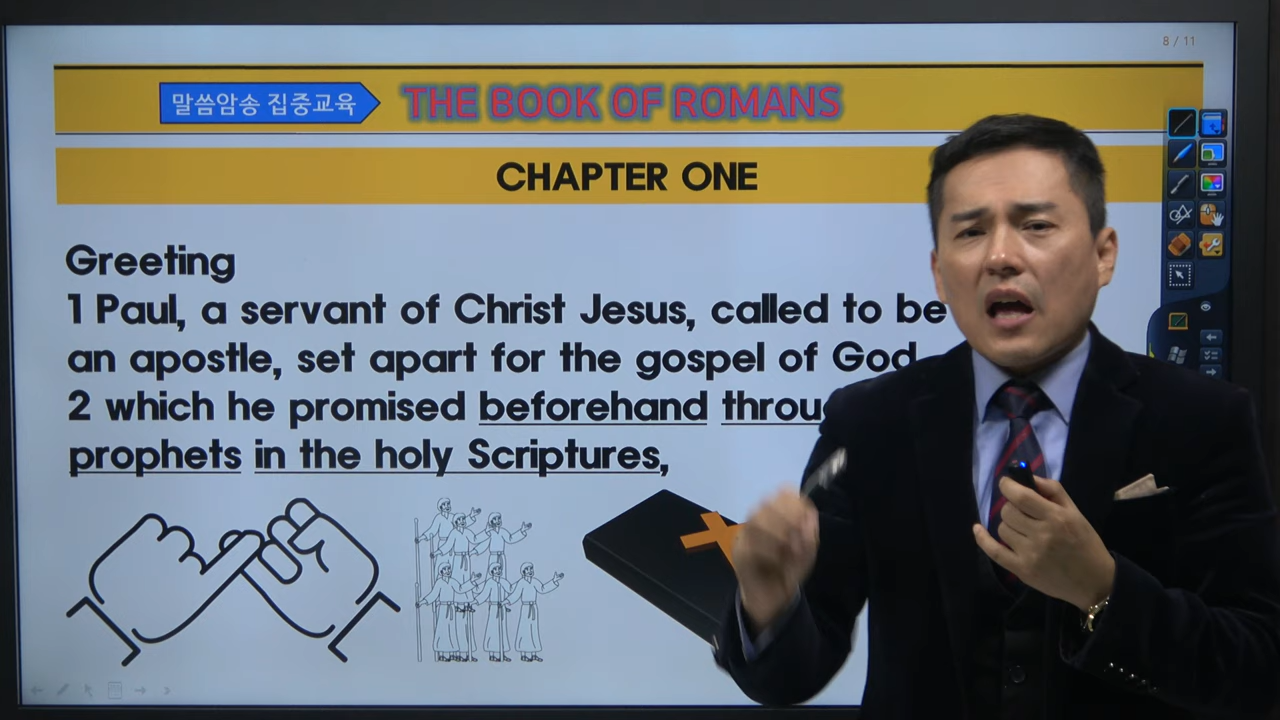 8 / 11
말씀암송 집중교육 THE BOOK OF ROMANS
CHAPTER ONE
Greeting
1 Paul, a servant of Christ Jesus, called to be
an apostle, set apart for the gospel of God
2 which he promised beforehand
prophets in the holy Scriptures,